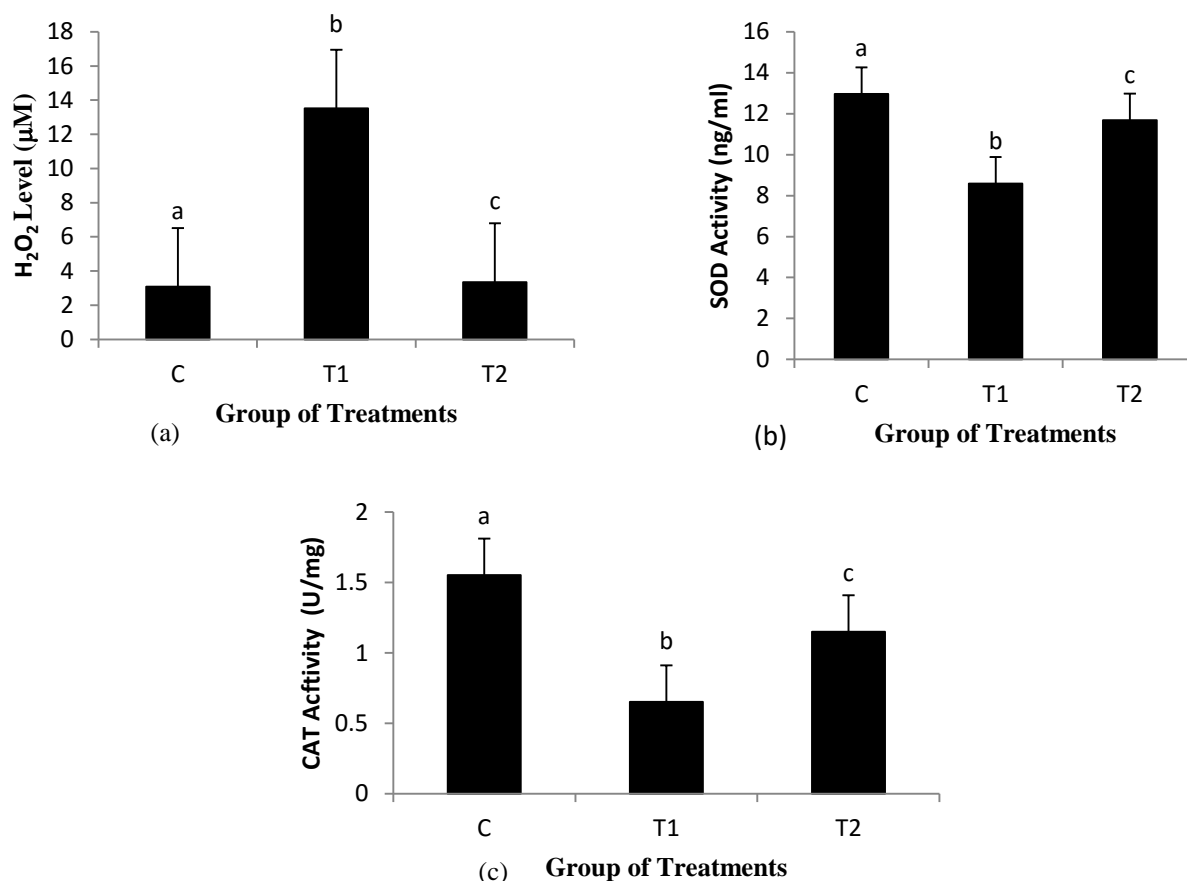 18
16
14
12
10
8
6
4
2
0
H₂O₂ Level (µM)
a
b
c
C T1 T2
Group of Treatments
(a)
16
14
12
10
8
6
4
2
0
SOD Activity (ng/ml)
a
b
c
C T1 T2
Group of Treatments
(b)
2
1.5
1
0.5
0
CAT Acftivity (U/mg)
a
b
c
C T1 T2
(c) Group of Treatments